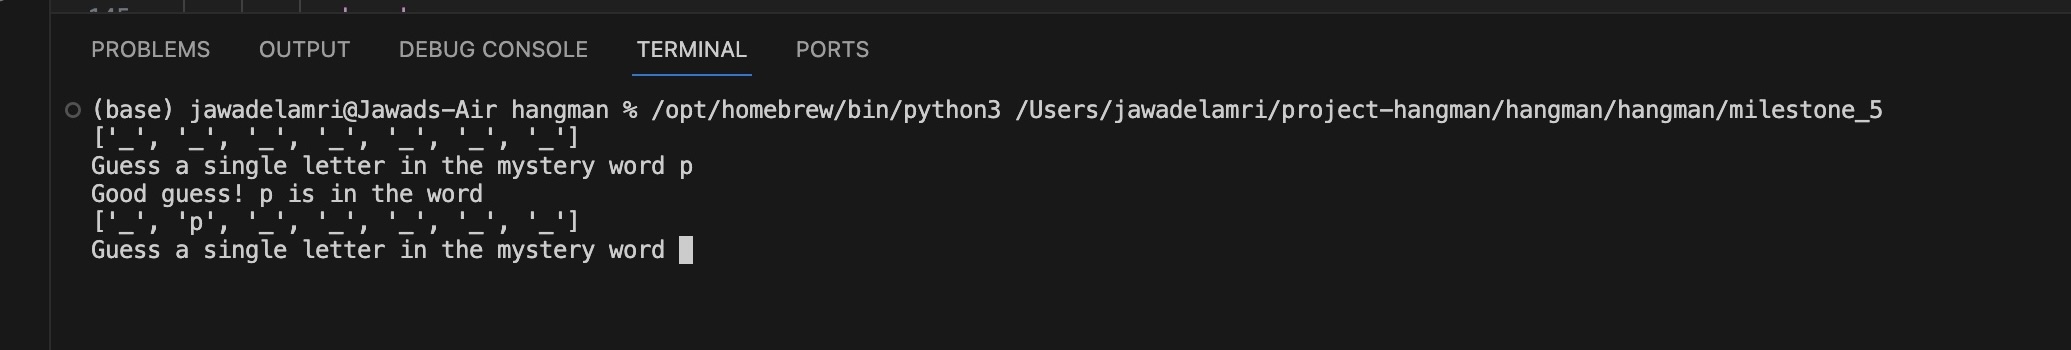 PROBLEMS OUTPUT DEBUG CONSOLE TERMINAL PORTS
(base) jawadelamri@Jawads-Air hangman % /opt/homebrew/bin/python3 /Users/jawadelamri/project-hangman/hangman/hangman/milestone_5
['_', '_', '_', '_', '_', '_', '_']
Guess a single letter in the mystery word p
Good guess! p is in the word
['_', 'p', '_', '_', '_', '_', '_']
Guess a single letter in the mystery word